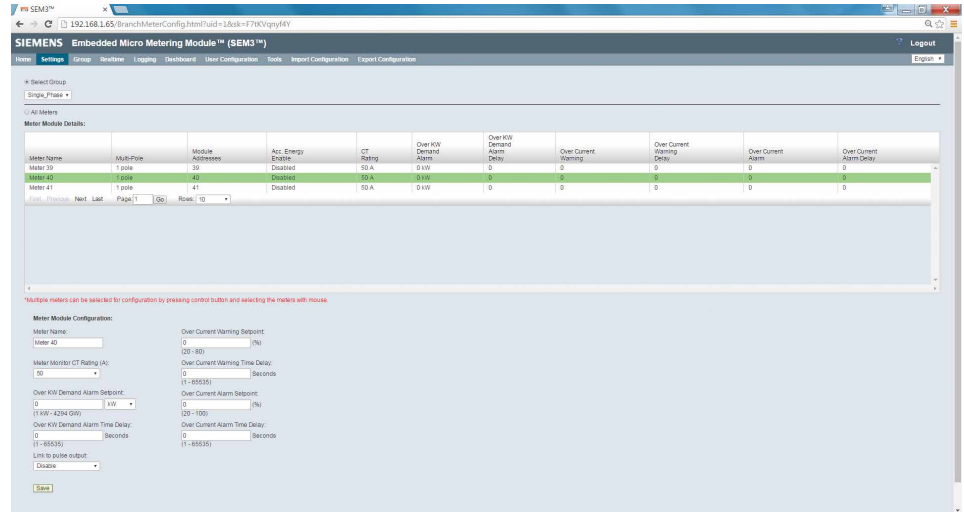 SEM3™
192.168.1.65/BranchMeterConfig.html?uid=1&sk=F7tKVqnyf4Y
SIEMENS Embedded Micro Metering Module™ (SEM3™)
? Logout
Home Settings Group Realtime Logging Dashboard User Configuration Tools Import Configuration Export Configuration
English
Select Group
Single_Phase
All Meters
Meter Module Details:
Meter Name Multi-Pole Module Addresses Acc. Energy Enable CT Rating Over KW Demand Alarm Over KW Demand Alarm Delay Over Current Warning Over Current Warning Delay Over Current Alarm Over Current Alarm Delay
Meter 39 1 pole 39 Disabled 50 A 0 kW 0 0 0 0 0
Meter 40 1 pole 40 Disabled 50 A 0 kW 0 0 0 0 0
Meter 41 1 pole 41 Disabled 50 A 0 kW 0 0 0 0 0
First Previous Next Last Page: 1 Go Rows: 10
*Multiple meters can be selected for configuration by pressing control button and selecting the meters with mouse.
Meter Module Configuration:
Meter Name:
Meter 40
Over Current Warning Setpoint:
0 (%)
(20 - 80)
Meter Monitor CT Rating (A):
50
Over Current Warning Time Delay:
0 Seconds
(1 - 65535)
Over KW Demand Alarm Setpoint:
0 kW
(1 kW - 4294 GW)
Over Current Alarm Setpoint:
0 (%)
(20 - 100)
Over KW Demand Alarm Time Delay:
0 Seconds
(1 - 65535)
Over Current Alarm Time Delay:
0 Seconds
(1 - 65535)
Link to pulse output:
Disable
Save